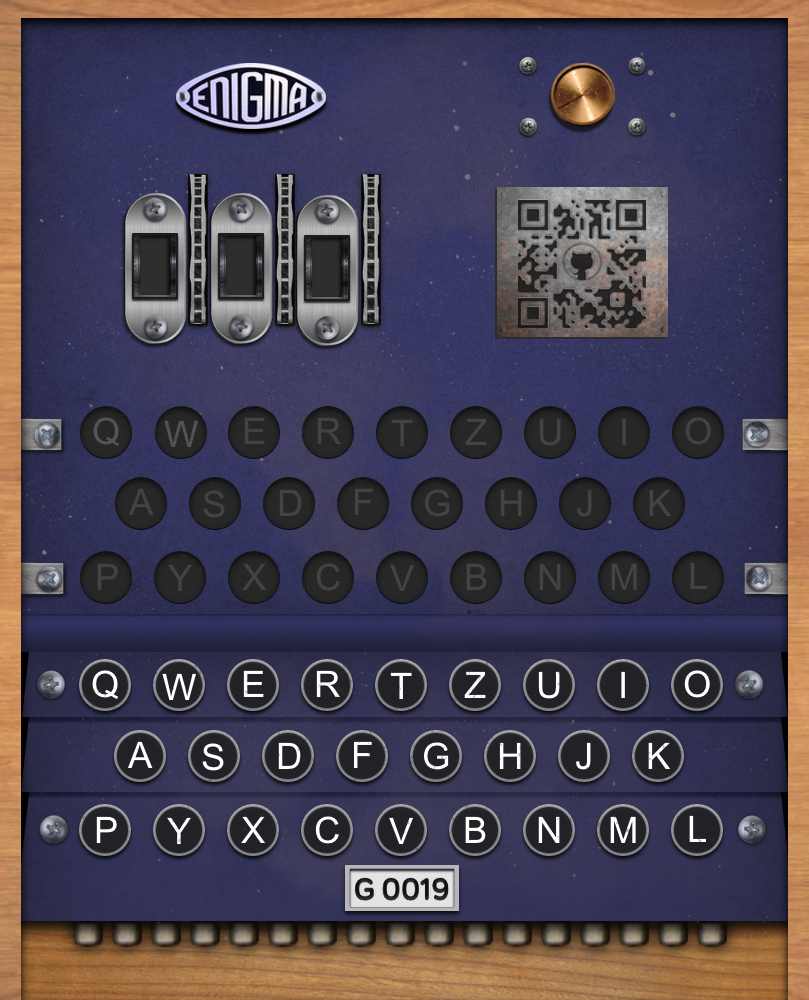 ENIGMA
Q W E R T Z U I O
A S D F G H J K
P Y X C V B N M L
Q W E R T Z U I O
A S D F G H J K
P Y X C V B N M L
G 0019